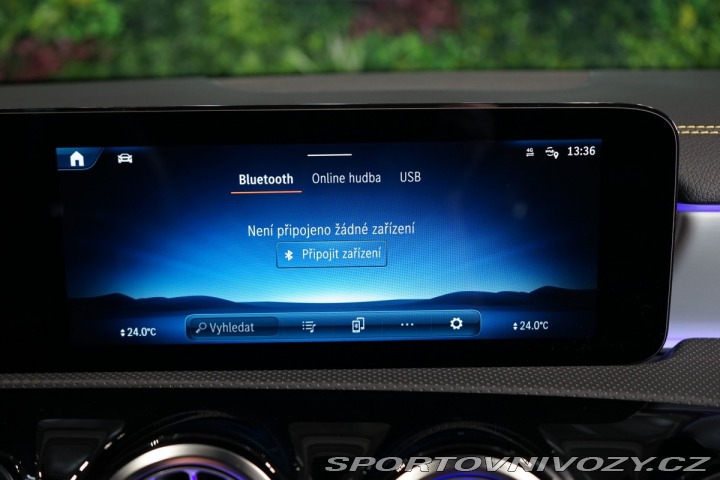 4G
13:36
Bluetooth Online hudba USB
Není připojeno žádné zařízení
Připojit zařízení
24.0°C Vyhledat ... 24.0°C
SPORTOVNIVOZY.CZ